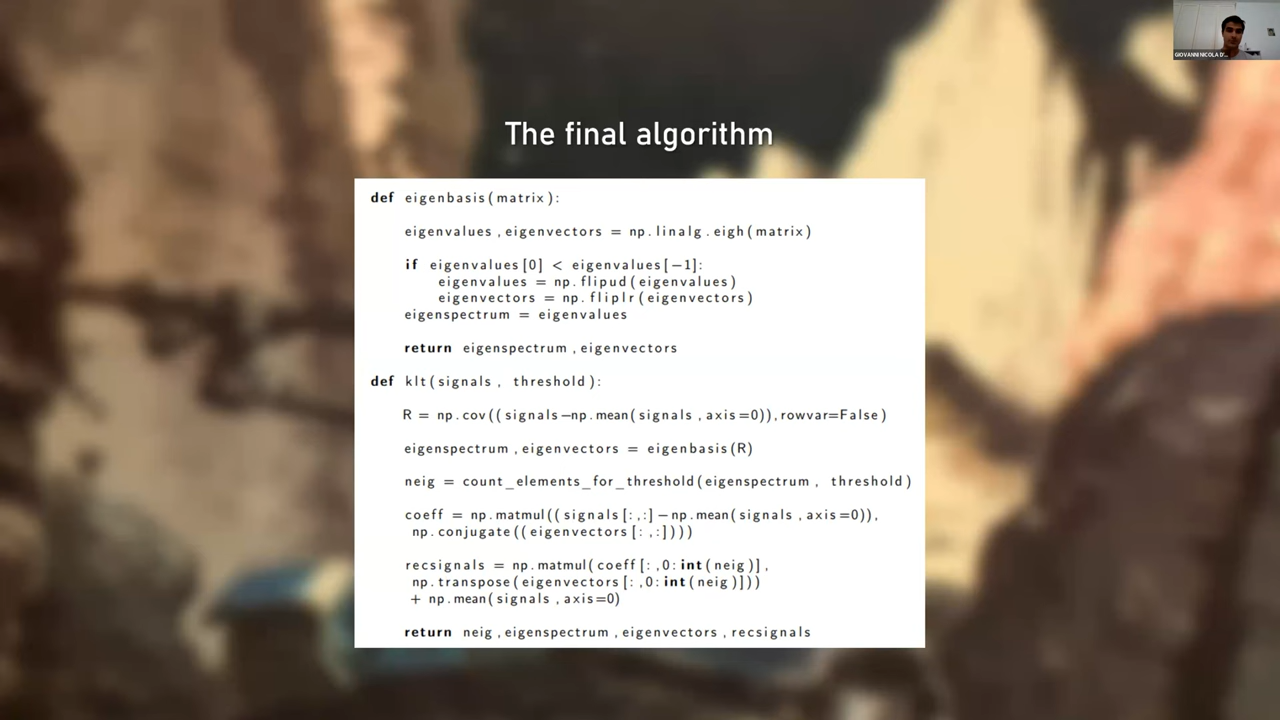 GIOVANNI NICOLA D'...
The final algorithm
def eigenbasis(matrix):
eigenvalues,eigenvectors = np.linalg.eigh(matrix)
if eigenvalues[0] < eigenvalues[-1]:
eigenvalues = np.flipud(eigenvalues)
eigenvectors = np.fliplr(eigenvectors)
eigenspectrum = eigenvalues
return eigenspectrum,eigenvectors
def klt(signals, threshold):
R = np.cov((signals-np.mean(signals,axis=0)),rowvar=False)
eigenspectrum,eigenvectors = eigenbasis(R)
neig = count_elements_for_threshold(eigenspectrum, threshold)
coeff = np.matmul((signals[:,:]-np.mean(signals,axis=0)),
np.conjugate((eigenvectors[:,:])))
recsignals = np.matmul(coeff[:,0:int(neig)],
np.transpose(eigenvectors[:,0:int(neig)]))
+ np.mean(signals,axis=0)
return neig,eigenspectrum,eigenvectors,recsignals